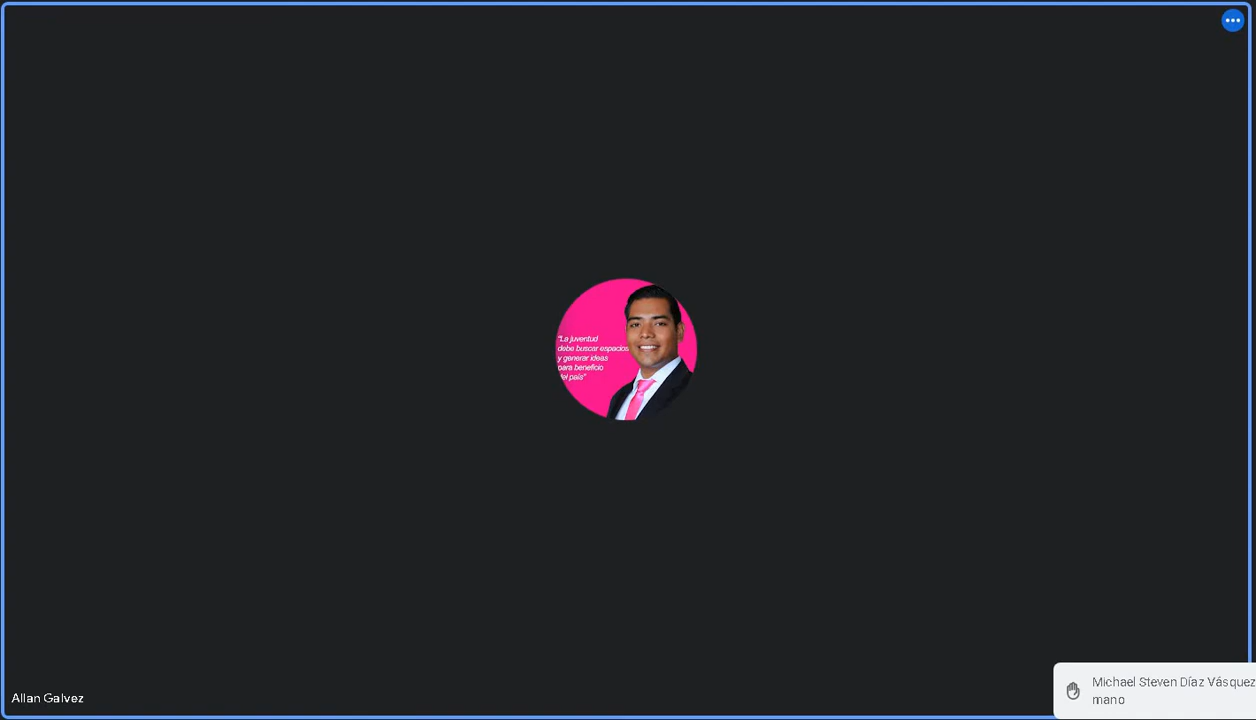 "La juventud
debe buscar espacios
y generar ideas
para beneficio
del país"
Allan Galvez
Michael Steven Díaz Vásquez
mano